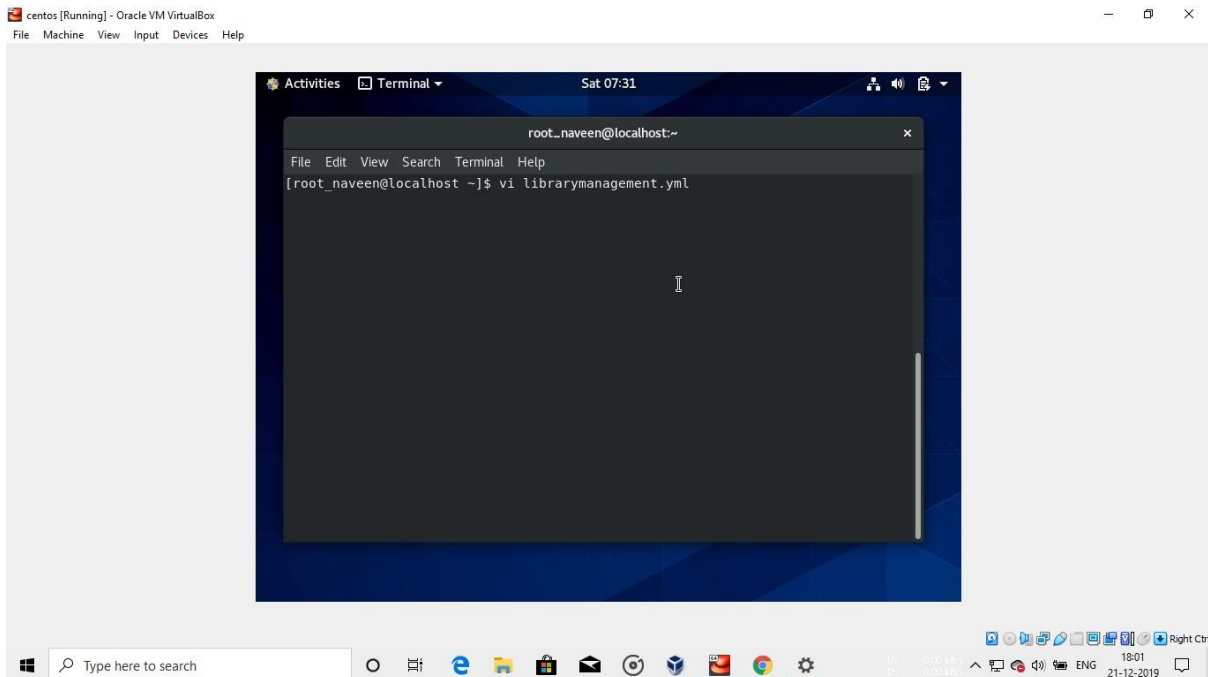 centos [Running] - Oracle VM VirtualBox
File Machine View Input Devices Help
Activities Terminal Sat 07:31
root_naveen@localhost:~
File Edit View Search Terminal Help
[root_naveen@localhost ~]$ vi librarymanagement.yml
Right Ctr
Type here to search
ENG
18:01
21-12-2019